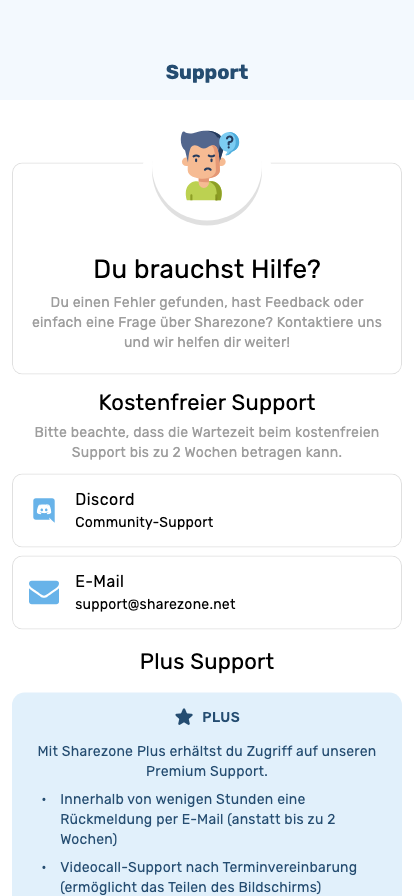 Support
?
Du brauchst Hilfe?
Du einen Fehler gefunden, hast Feedback oder
einfach eine Frage über Sharezone? Kontaktiere uns
und wir helfen dir weiter!
Kostenfreier Support
Bitte beachte, dass die Wartezeit beim kostenfreien
Support bis zu 2 Wochen betragen kann.
Discord
Community-Support
E-Mail
support@sharezone.net
Plus Support
PLUS
Mit Sharezone Plus erhältst du Zugriff auf unseren
Premium Support.
• Innerhalb von wenigen Stunden eine
Rückmeldung per E-Mail (anstatt bis zu 2
Wochen)
• Videocall-Support nach Terminvereinbarung
(ermöglicht das Teilen des Bildschirms)